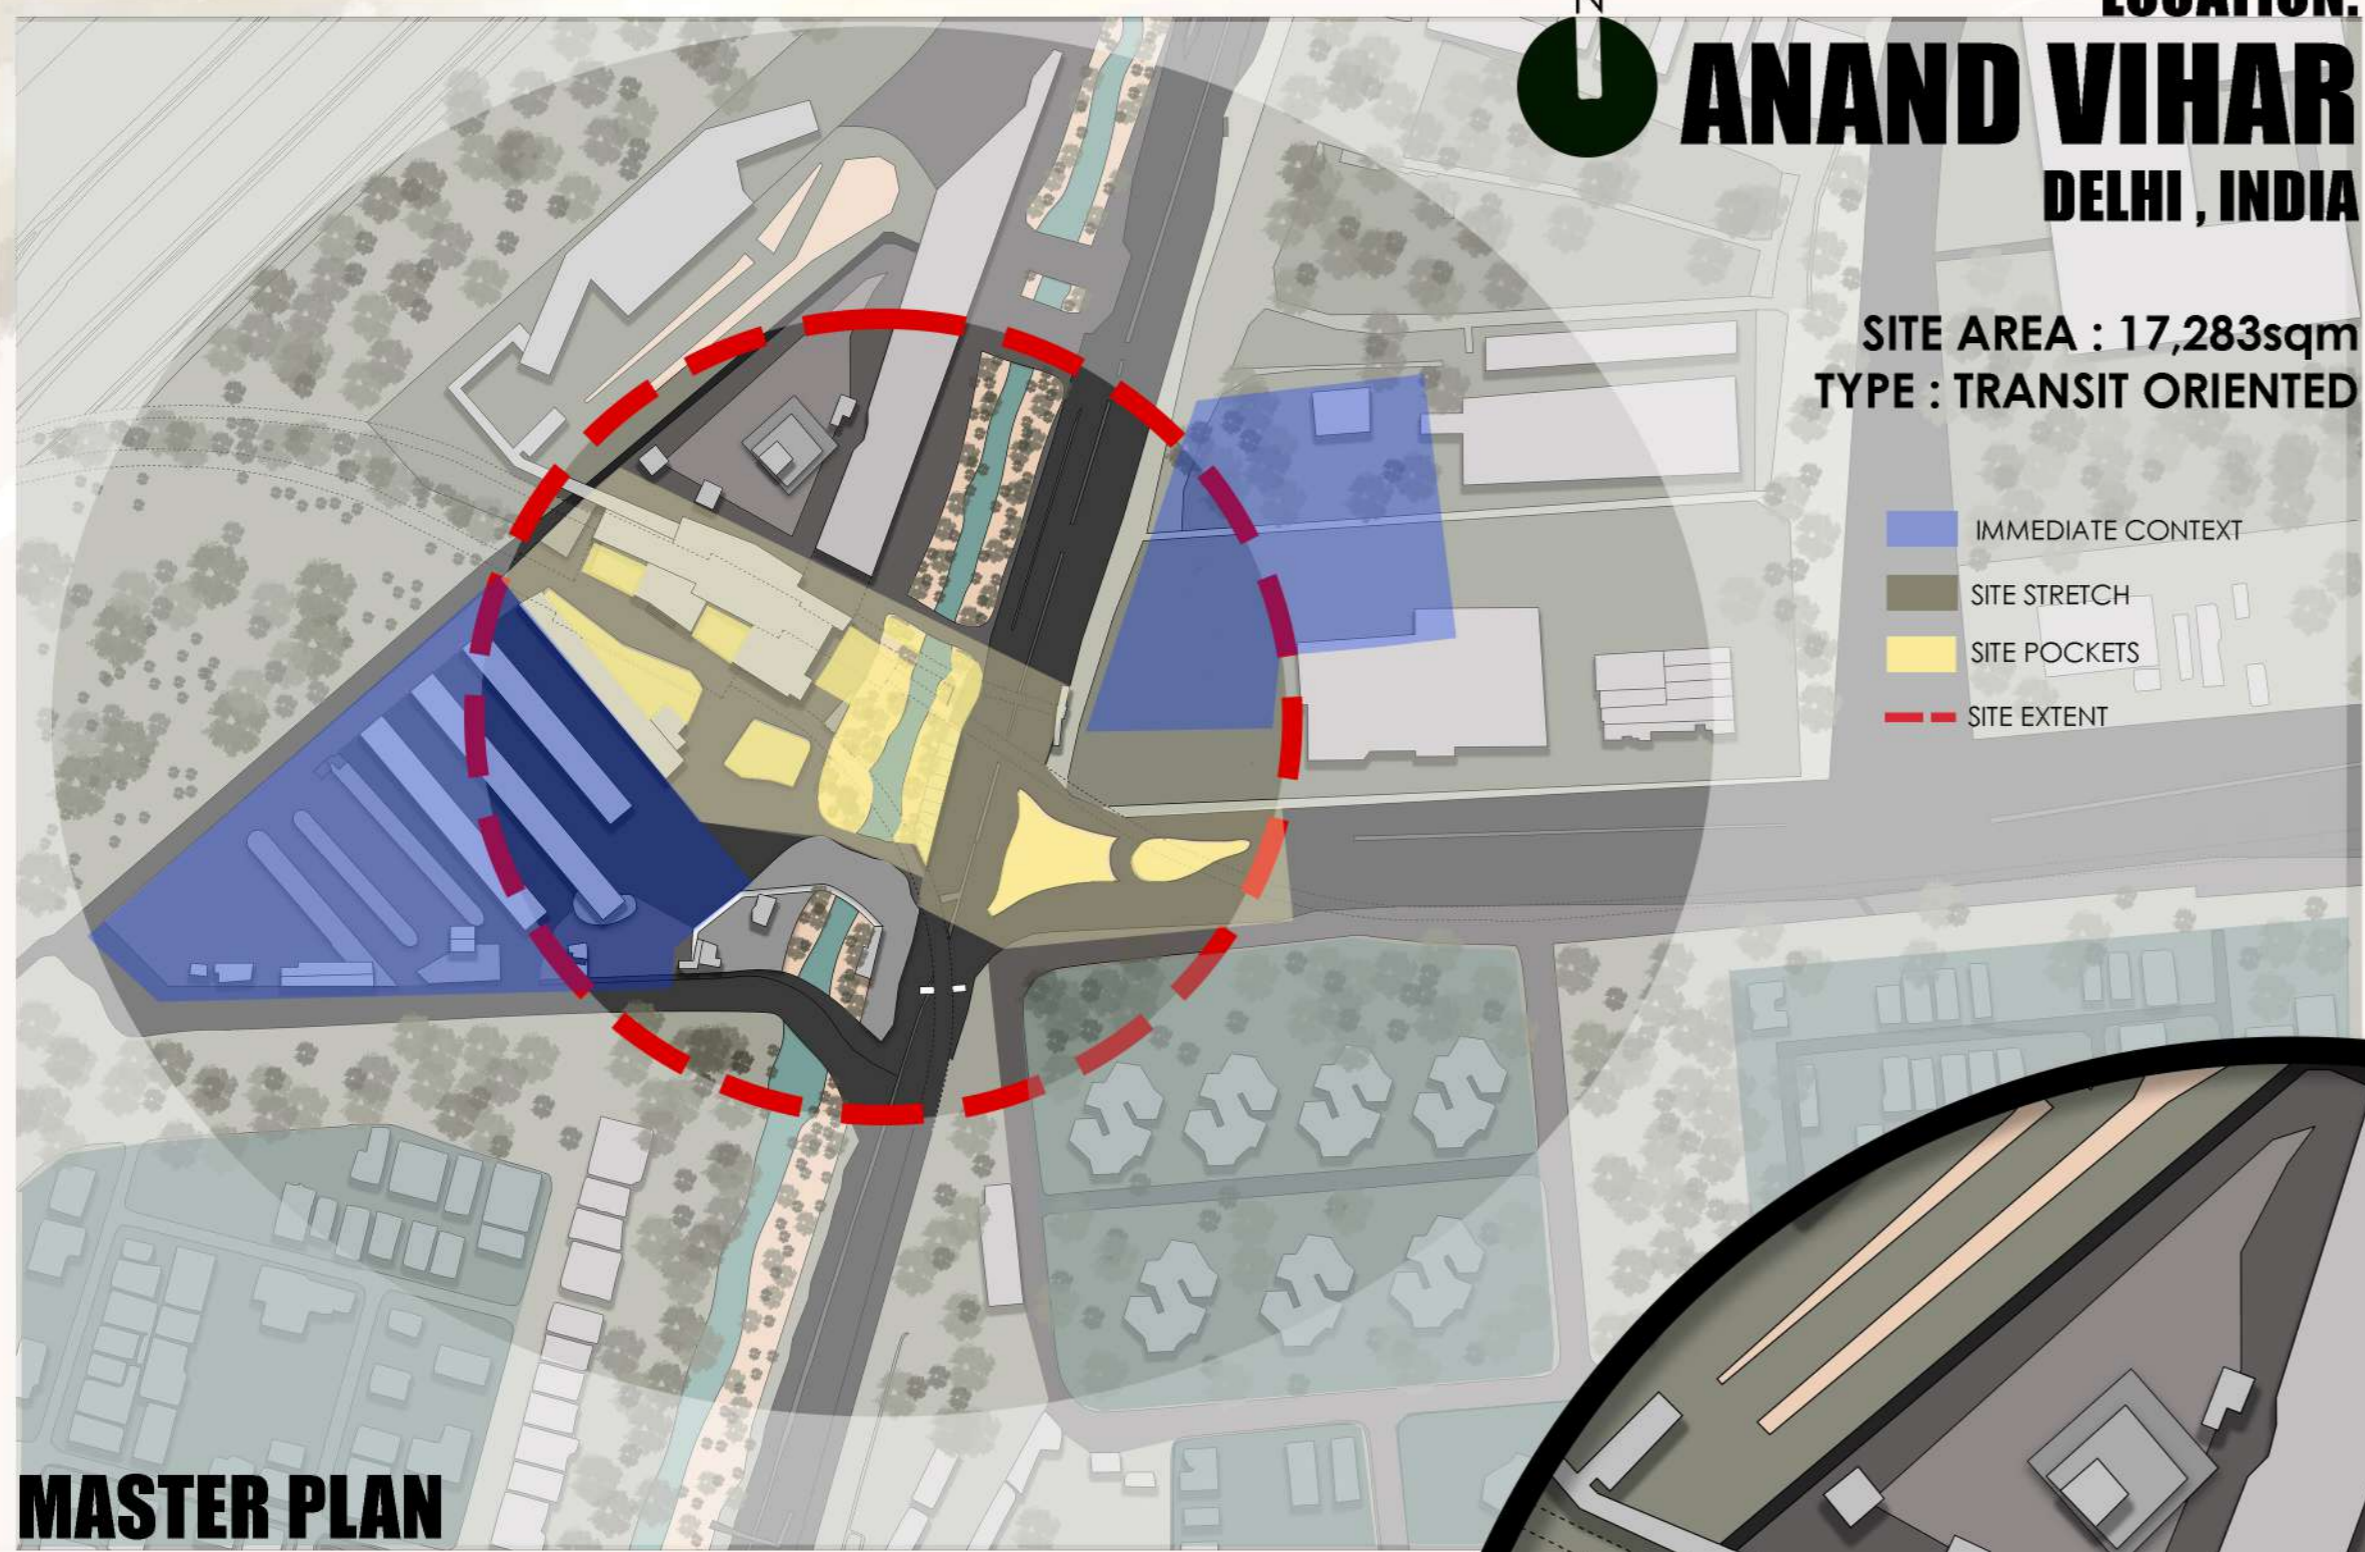 N
LOCATION:
ANAND VIHAR
DELHI , INDIA
SITE AREA : 17,283sqm
TYPE : TRANSIT ORIENTED
IMMEDIATE CONTEXT
SITE STRETCH
SITE POCKETS
SITE EXTENT
MASTER PLAN